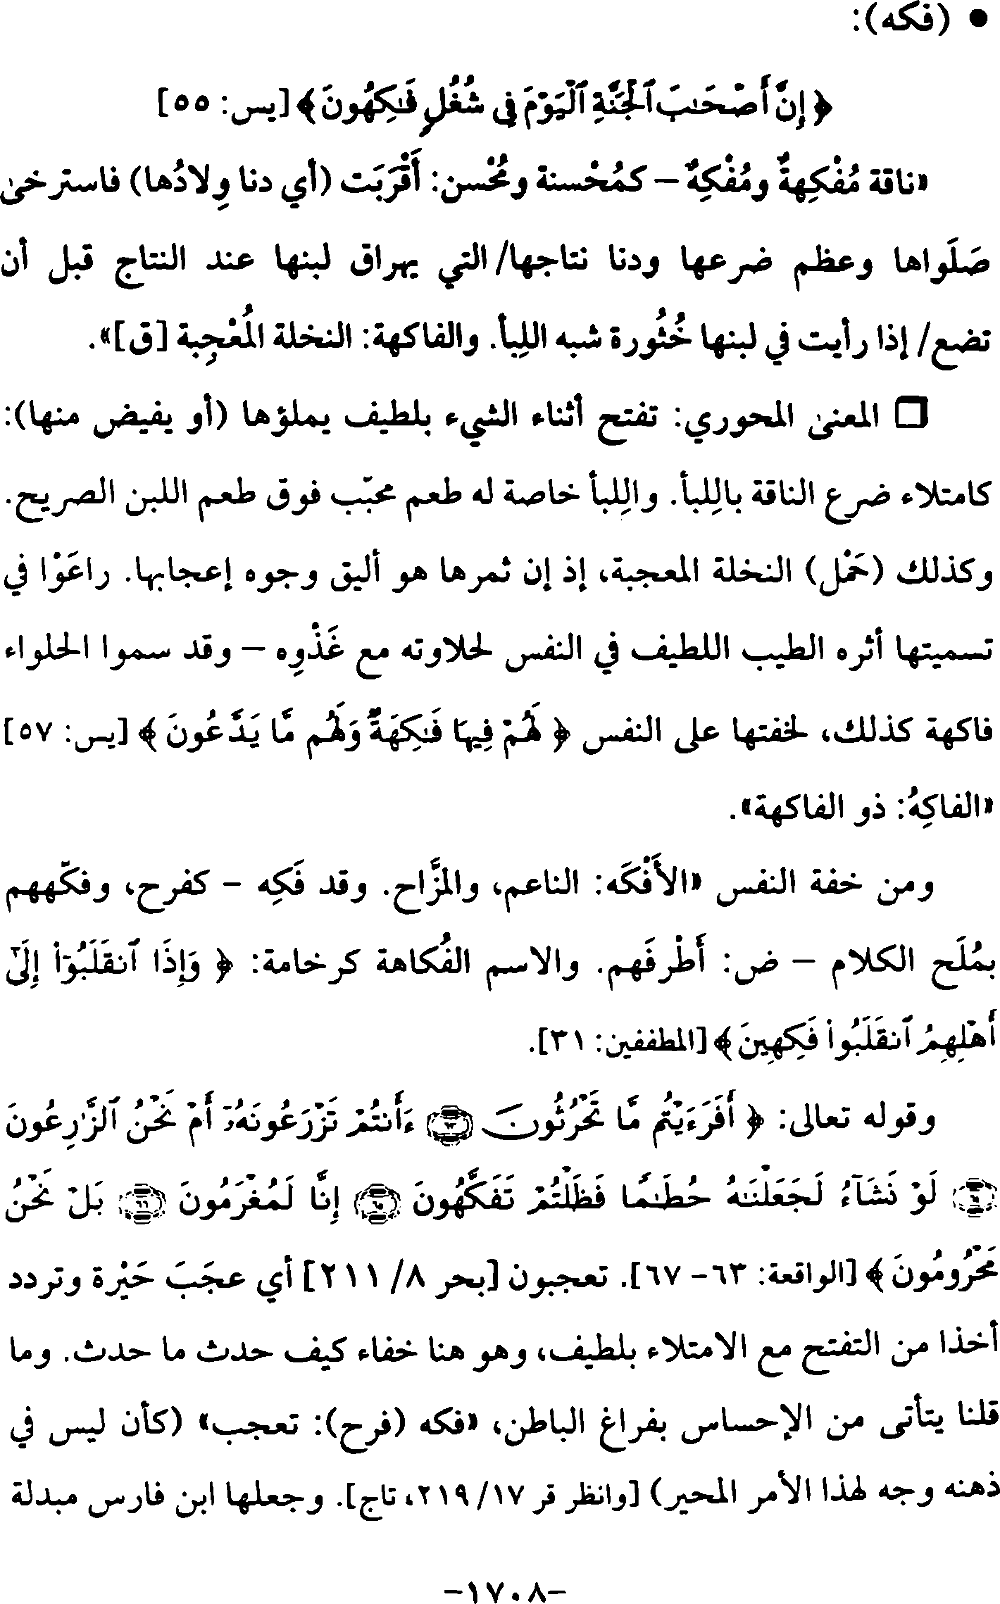 • (فكه):
﴿ إِنَّ أَصْحَـٰبَ ٱلْجَنَّةِ ٱلْيَوْمَ فِى شُغُلٍ فَـٰكِهُونَ ﴾ [يس: ٥٥]
«ناقة مُفْكِهةٌ ومُفْكِهٌ – كمُحْسنة ومُحْسن: أَقْرَبَت (أي دنا وِلادُها) فاسترخىٰ
صَلَواها وعظم ضرعها ودنا نتاجها/ التي يهراق لبنها عند النتاج قبل أن
تضع/ إذا رأيت في لبنها خُثُورة شبه اللِبأ. والفاكهة: النخلة المُعْجِبة [ق]».
❏ المعنىٰ المحوري: تفتح أثناء الشيء بلطيف يملؤها (أو يفيض منها):
كامتلاء ضرع الناقة باللِبأ. واللِبأ خاصة له طعم محبّب فوق طعم اللبن الصريح.
وكذلك (حَمْل) النخلة المعجبة، إذ إن ثمرها هو أليق وجوه إعجابها. راعَوْا في
تسميتها أثره الطيب اللطيف في النفس لحلاوته مع غَذْوِه – وقد سموا الحلواء
فاكهة كذلك، لخفتها على النفس ﴿ لَهُمْ فِيهَا فَـٰكِهَةٌ وَلَهُم مَّا يَدَّعُونَ ﴾ [يس: ٥٧]
«الفاكِهُ: ذو الفاكهة».
ومن خفة النفس «الأَفْكَه: الناعم، والمزَّاح. وقد فَكِه - كفرح، وفكّههم
بمُلَح الكلام – ض: أَطْرفَهم. والاسم الفُكاهة كرخامة: ﴿ وَإِذَا ٱنقَلَبُوٓا۟ إِلَىٰٓ
أَهْلِهِمُ ٱنقَلَبُوا۟ فَكِهِينَ ﴾ [المطففين: ٣١].
وقوله تعالى: ﴿ أَفَرَءَيْتُم مَّا تَحْرُثُونَ ۝٦٣ ءَأَنتُمْ تَزْرَعُونَهُۥٓ أَمْ نَحْنُ ٱلزَّٰرِعُونَ
۝٦٤ لَوْ نَشَآءُ لَجَعَلْنَـٰهُ حُطَـٰمًا فَظَلْتُمْ تَفَكَّهُونَ ۝٦٥ إِنَّا لَمُغْرَمُونَ ۝٦٦ بَلْ نَحْنُ
مَحْرُومُونَ ﴾ [الواقعة: ٦٣- ٦٧]. تعجبون [بحر ٨/ ٢١١] أي عجَبَ حَيْرة وتردد
أخذا من التفتح مع الامتلاء بلطيف، وهو هنا خفاء كيف حدث ما حدث. وما
قلنا يتأتى من الإحساس بفراغ الباطن، «فكه (فرح): تعجب» (كأن ليس في
ذهنه وجه لهذا الأمر المحير) [وانظر قر ١٧/ ٢١٩، تاج]. وجعلها ابن فارس مبدلة
-١٧٠٨-